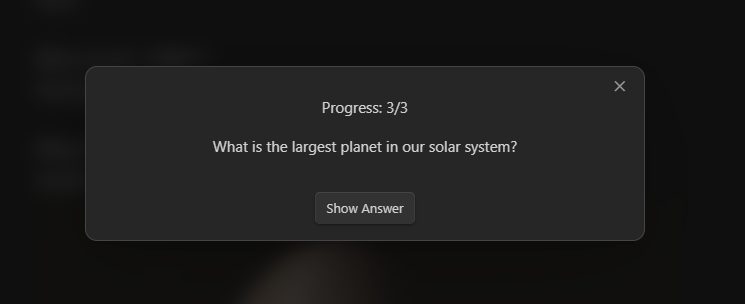 Progress: 3/3
What is the largest planet in our solar system?
Show Answer